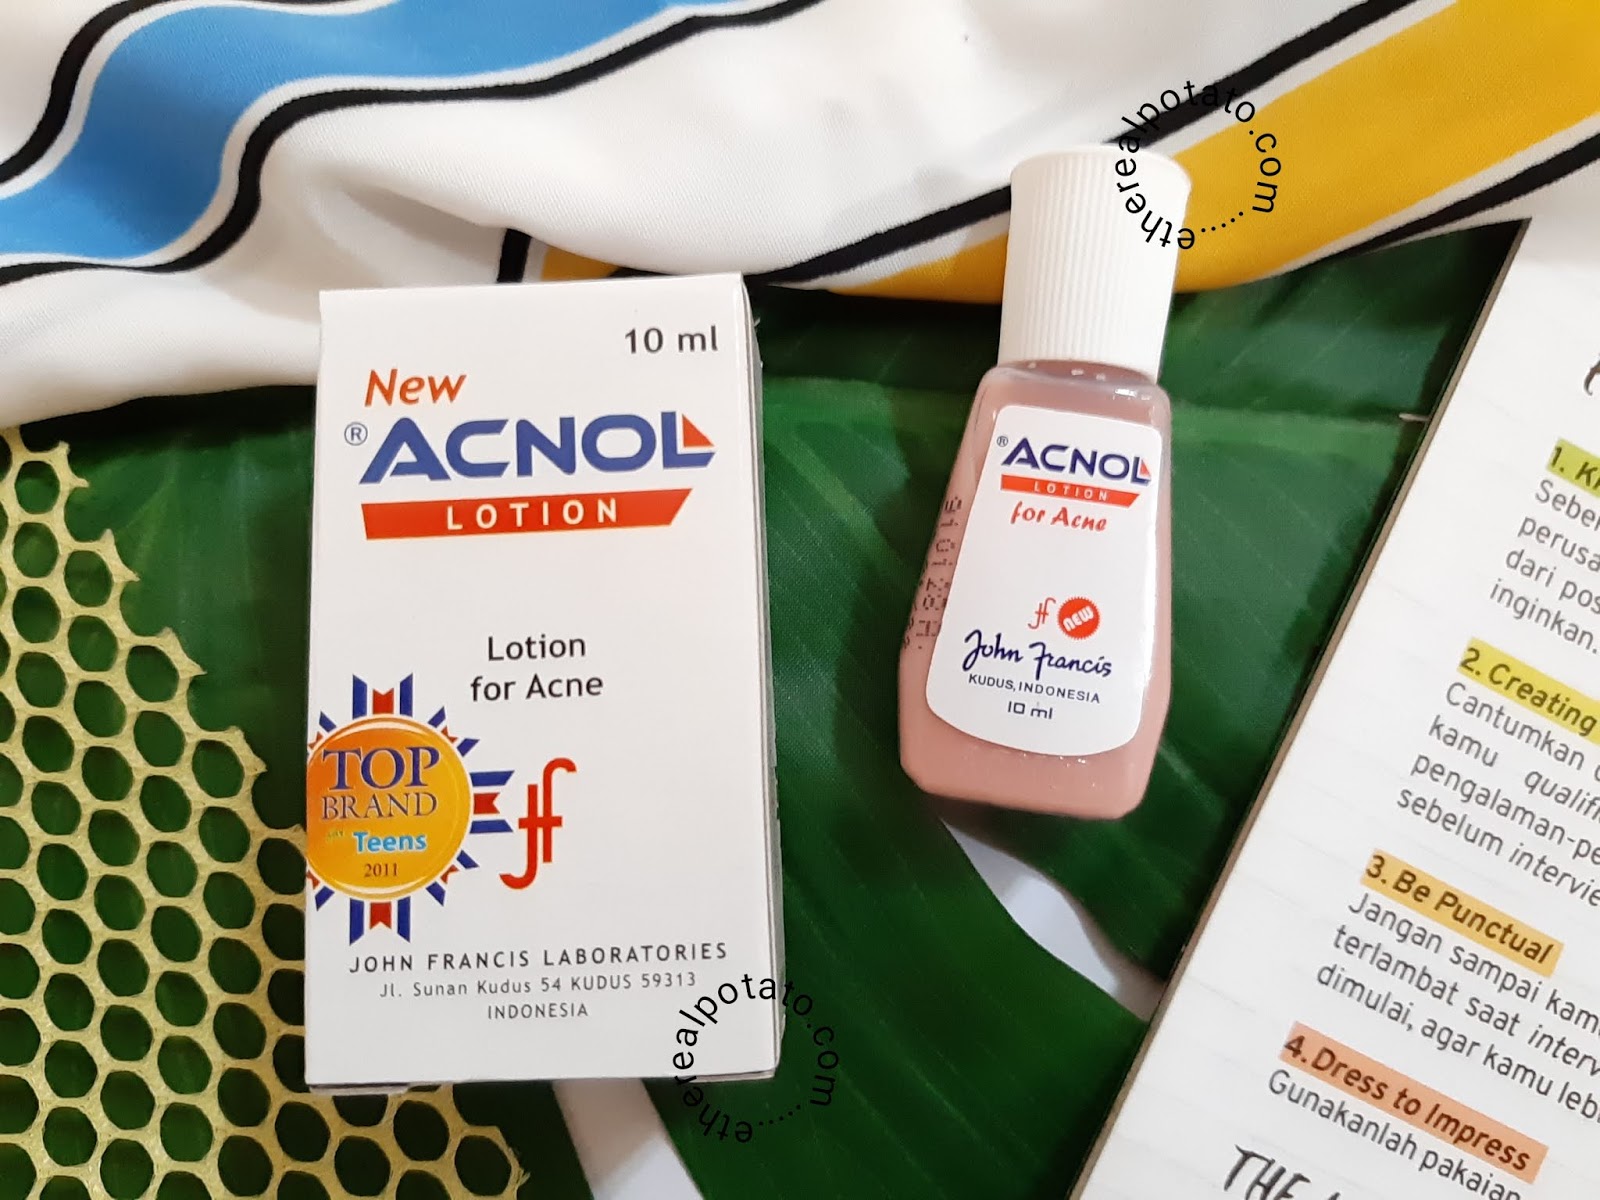 10 ml
New
® ACNOL
LOTION
Lotion
for Acne
TOP
BRAND
Teens
2011
jf
JOHN FRANCIS LABORATORIES
Jl. Sunan Kudus 54 KUDUS 59313
INDONESIA
etherealpotato.com
® ACNOL
LOTION
for Acne
jf NEW
John Francis
KUDUS, INDONESIA
10 ml
etherealpotato.com
1.
perusa
dari pos
inginkan.
2. Creating
Cantumkan
kamu
pengalaman-pe
sebelum
3. Be Punctual
Jangan sampai kam
terlambat saat interv
dimulai, agar kamu leb
4. Dress to Impress
Gunakanlah pakaian
THE